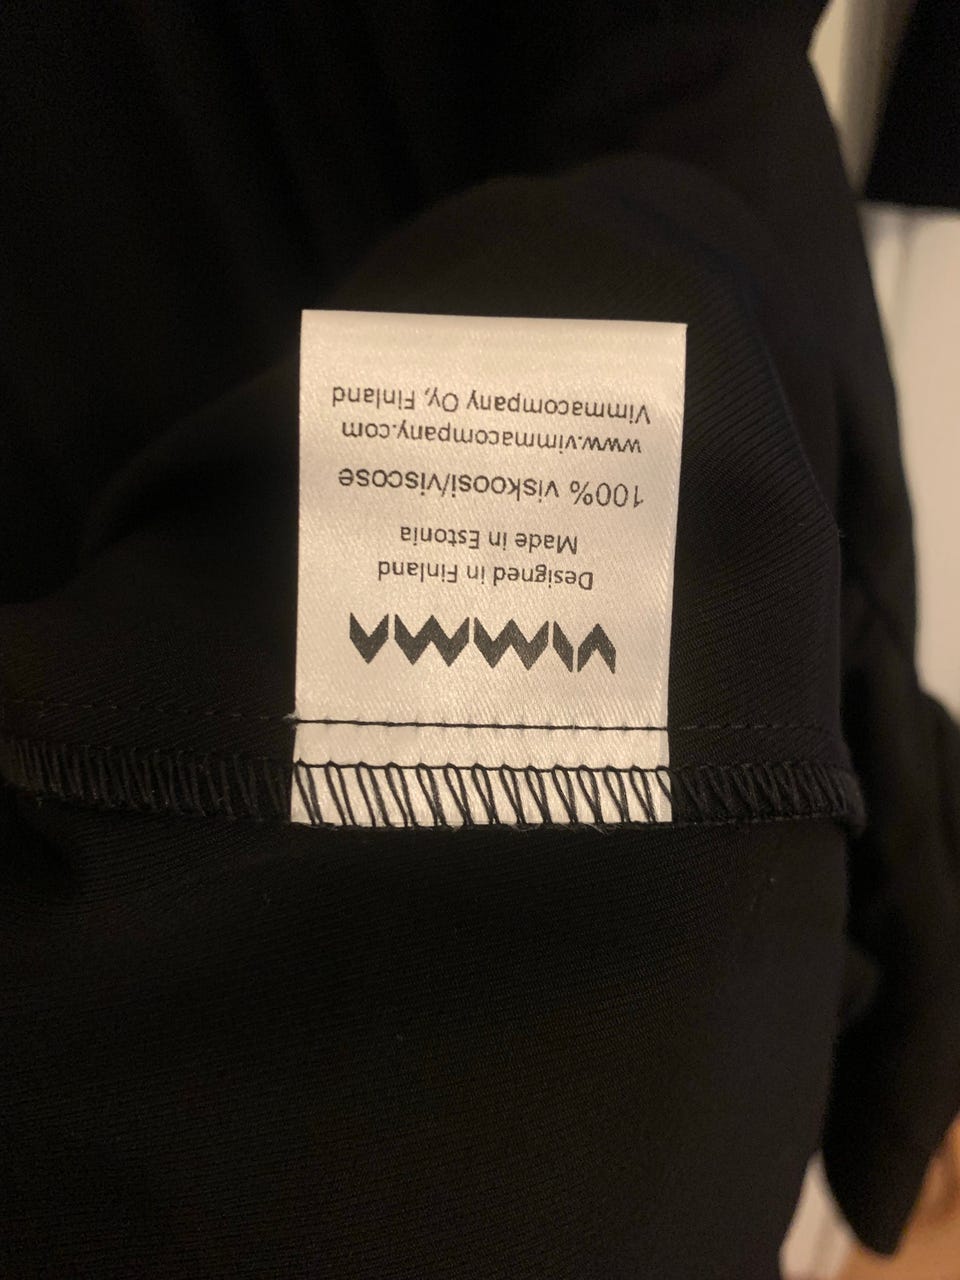 VIMMA
Designed in Finland
Made in Estonia
100% viskoosi/viscose
www.vimmacompany.com
Vimmacompany Oy, Finland